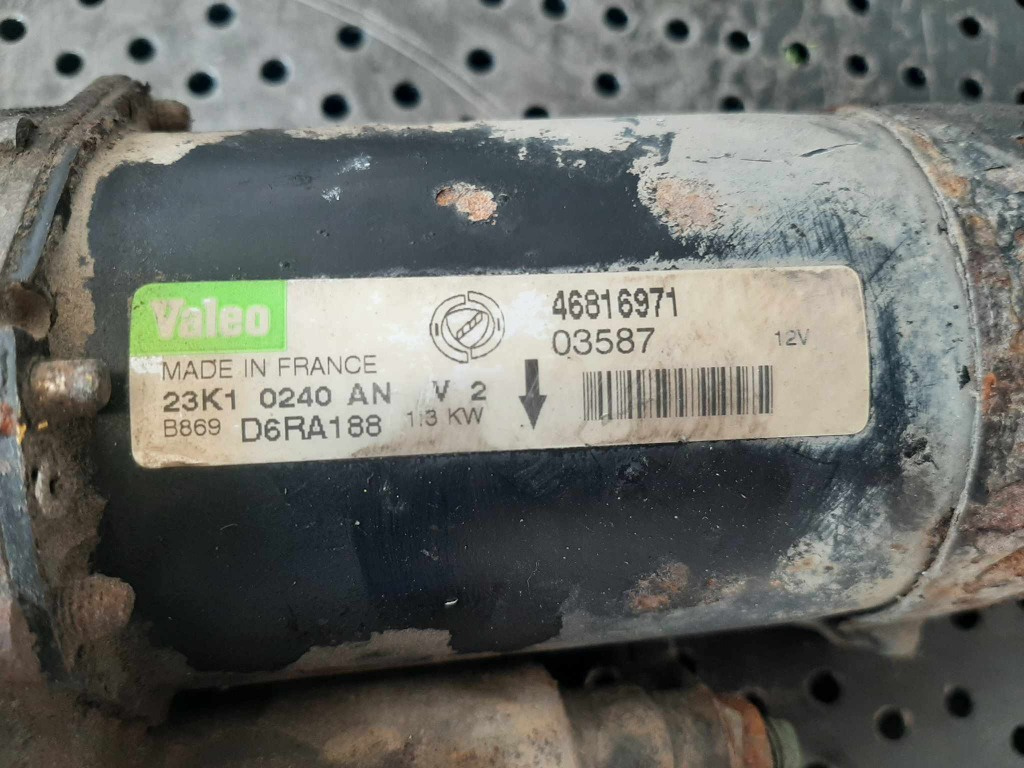 Valeo
MADE IN FRANCE
23K1 0240 AN V 2
B869 D6RA188 1.3 KW
46816971
03587 12V